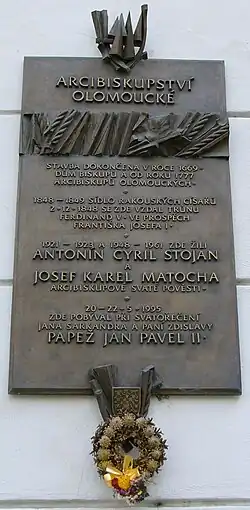 ARCIBISKUPSTVÍ
OLOMOUCKÉ
STAVBA DOKONČENA V ROCE 1669·
DŮM BISKUPŮ A OD ROKU 1777
ARCIBISKUPŮ OLOMOUCKÝCH·
1848–1849 SÍDLO RAKOUSKÝCH CÍSAŘŮ
2·12·1848 SE ZDE VZDAL TRŮNU
FERDINAND V· VE PROSPĚCH
FRANTIŠKA JOSEFA I·
1921–1923 A 1948–1961 ZDE ŽILI
ANTONÍN CYRIL STOJAN
A
JOSEF KAREL MATOCHA
ARCIBISKUPOVÉ SVATÉ POVĚSTI·
20–22·5·1995
ZDE POBÝVAL PŘI SVATOŘEČENÍ
JANA SARKANDRA A PANÍ ZDISLAVY
PAPEŽ JAN PAVEL II·